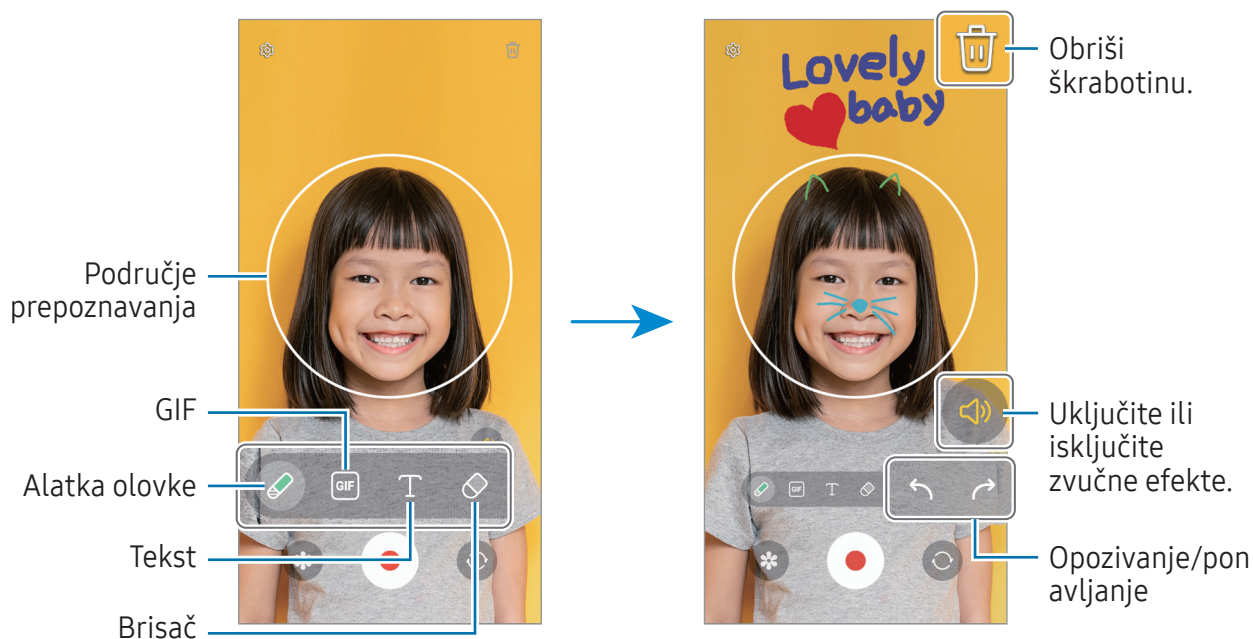 Lovely
baby
Obriši
škrabotinu.
Područje
prepoznavanja
GIF
Alatka olovke
GIF
Tekst
Brisač
Uključite ili
isključite
zvučne efekte.
GIF
Opozivanje/pon
avljanje